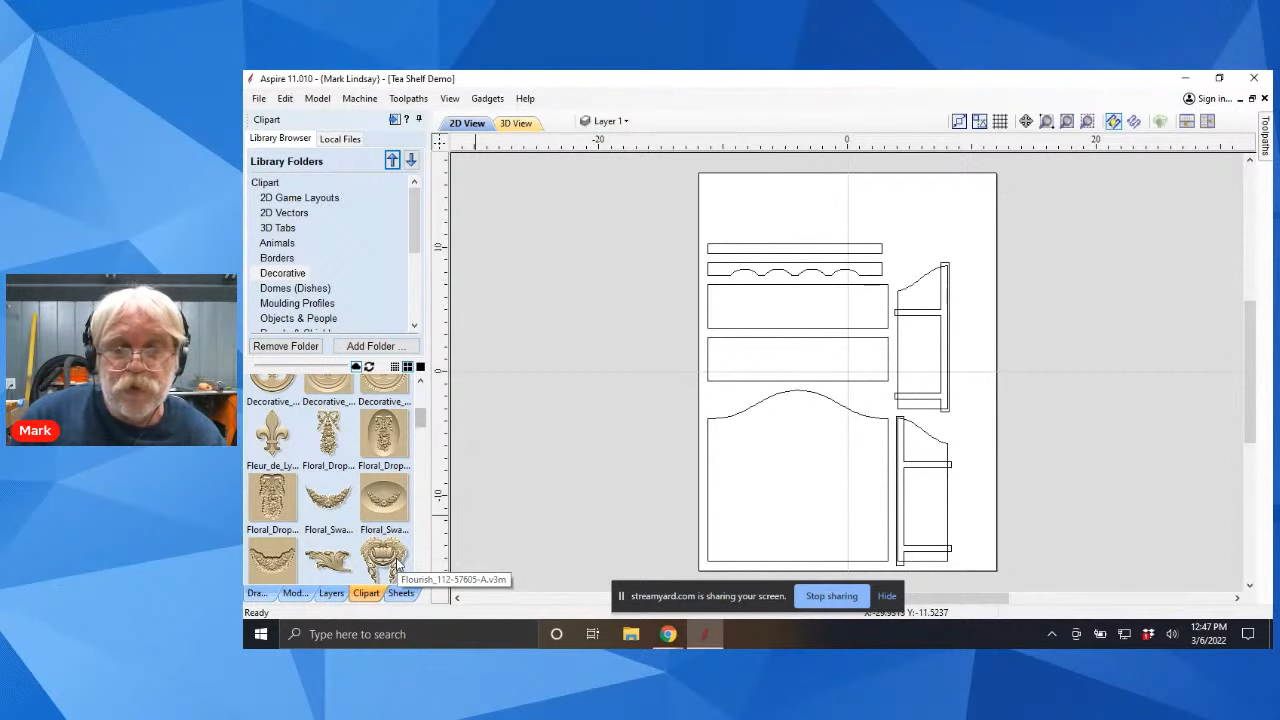 Aspire 11.010 - {Mark Lindsay} - [Tea Shelf Demo]
File Edit Model Machine Toolpaths View Gadgets Help
Sign in...
Clipart ?
2D View 3D View Layer 1
Library Browser Local Files
Library Folders
-20 0 20
Toolpaths
Clipart
2D Game Layouts
2D Vectors
3D Tabs
Animals
Borders
Decorative
Domes (Dishes)
Moulding Profiles
Objects & People
10
0
-10
Remove Folder Add Folder ...
Decorative_... Decorative_... Decorative_...
Mark
Fleur_de_Ly... Floral_Drop... Floral_Drop...
Floral_Drop... Floral_Swa... Floral_Swa...
Flourish_112-57605-A.v3m
Dra... Mod... Layers Clipart Sheets
streamyard.com is sharing your screen. Stop sharing Hide
Ready
Type here to search
12:47 PM
3/6/2022